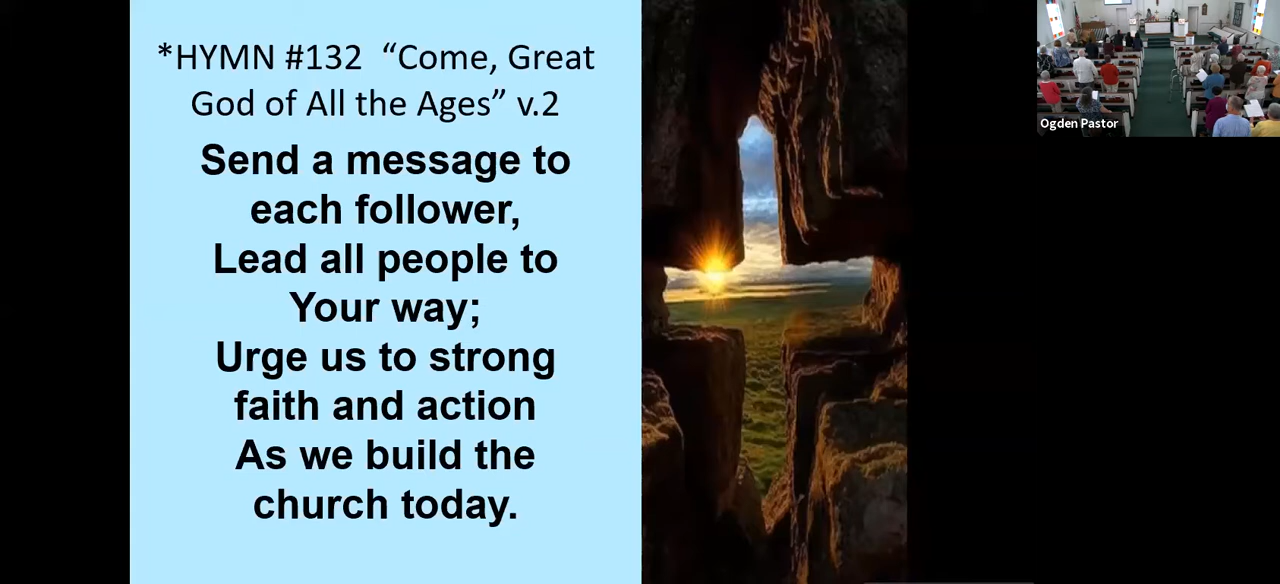 *HYMN #132 “Come, Great
God of All the Ages” v.2
Send a message to
each follower,
Lead all people to
Your way;
Urge us to strong
faith and action
As we build the
church today.
Ogden Pastor